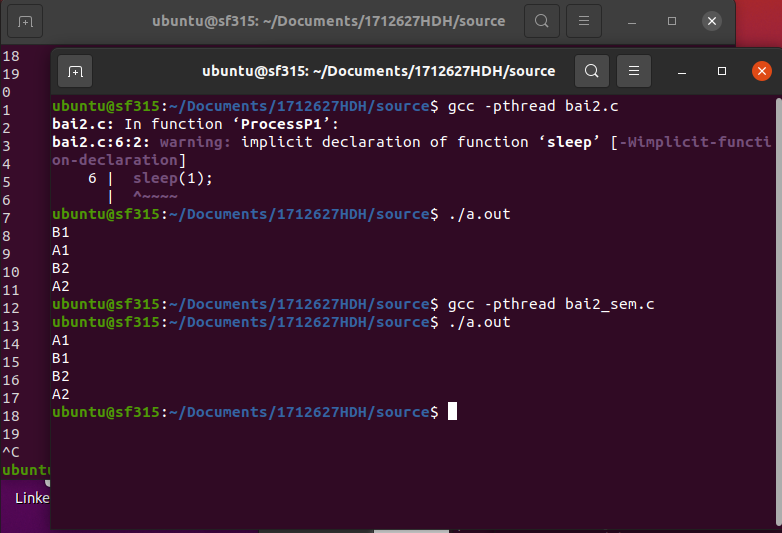 ubuntu@sf315: ~/Documents/1712627HDH/source
18
19
0
1
2
3
4
5
6
7
8
9
10
11
12
13
14
15
16
17
18
19
^C
ubuntu
Linke
ubuntu@sf315: ~/Documents/1712627HDH/source
ubuntu@sf315:~/Documents/1712627HDH/source$ gcc -pthread bai2.c
bai2.c: In function ‘ProcessP1’:
bai2.c:6:2: warning: implicit declaration of function ‘sleep’ [-Wimplicit-functi
on-declaration]
    6 |  sleep(1);
      |  ^~~~~
ubuntu@sf315:~/Documents/1712627HDH/source$ ./a.out
B1
A1
B2
A2
ubuntu@sf315:~/Documents/1712627HDH/source$ gcc -pthread bai2_sem.c
ubuntu@sf315:~/Documents/1712627HDH/source$ ./a.out
A1
B1
B2
A2
ubuntu@sf315:~/Documents/1712627HDH/source$